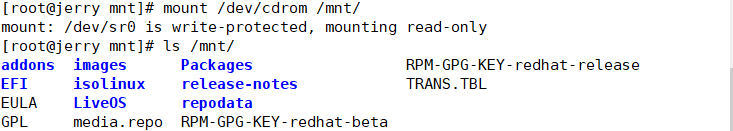 [root@jerry mnt]# mount /dev/cdrom /mnt/
mount: /dev/sr0 is write-protected, mounting read-only
[root@jerry mnt]# ls /mnt/
addons  images      Packages                 RPM-GPG-KEY-redhat-release
EFI     isolinux    release-notes            TRANS.TBL
EULA    LiveOS      repodata
GPL     media.repo  RPM-GPG-KEY-redhat-beta